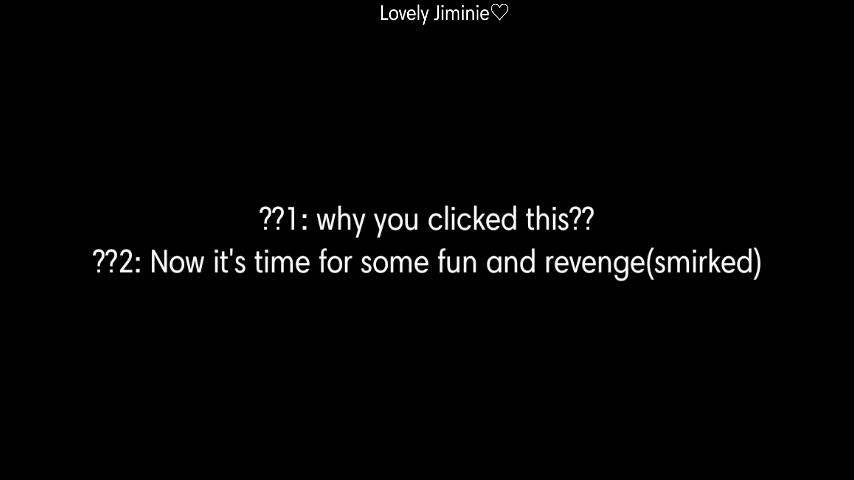 Lovely Jiminie♡
??1: why you clicked this??
??2: Now it's time for some fun and revenge(smirked)